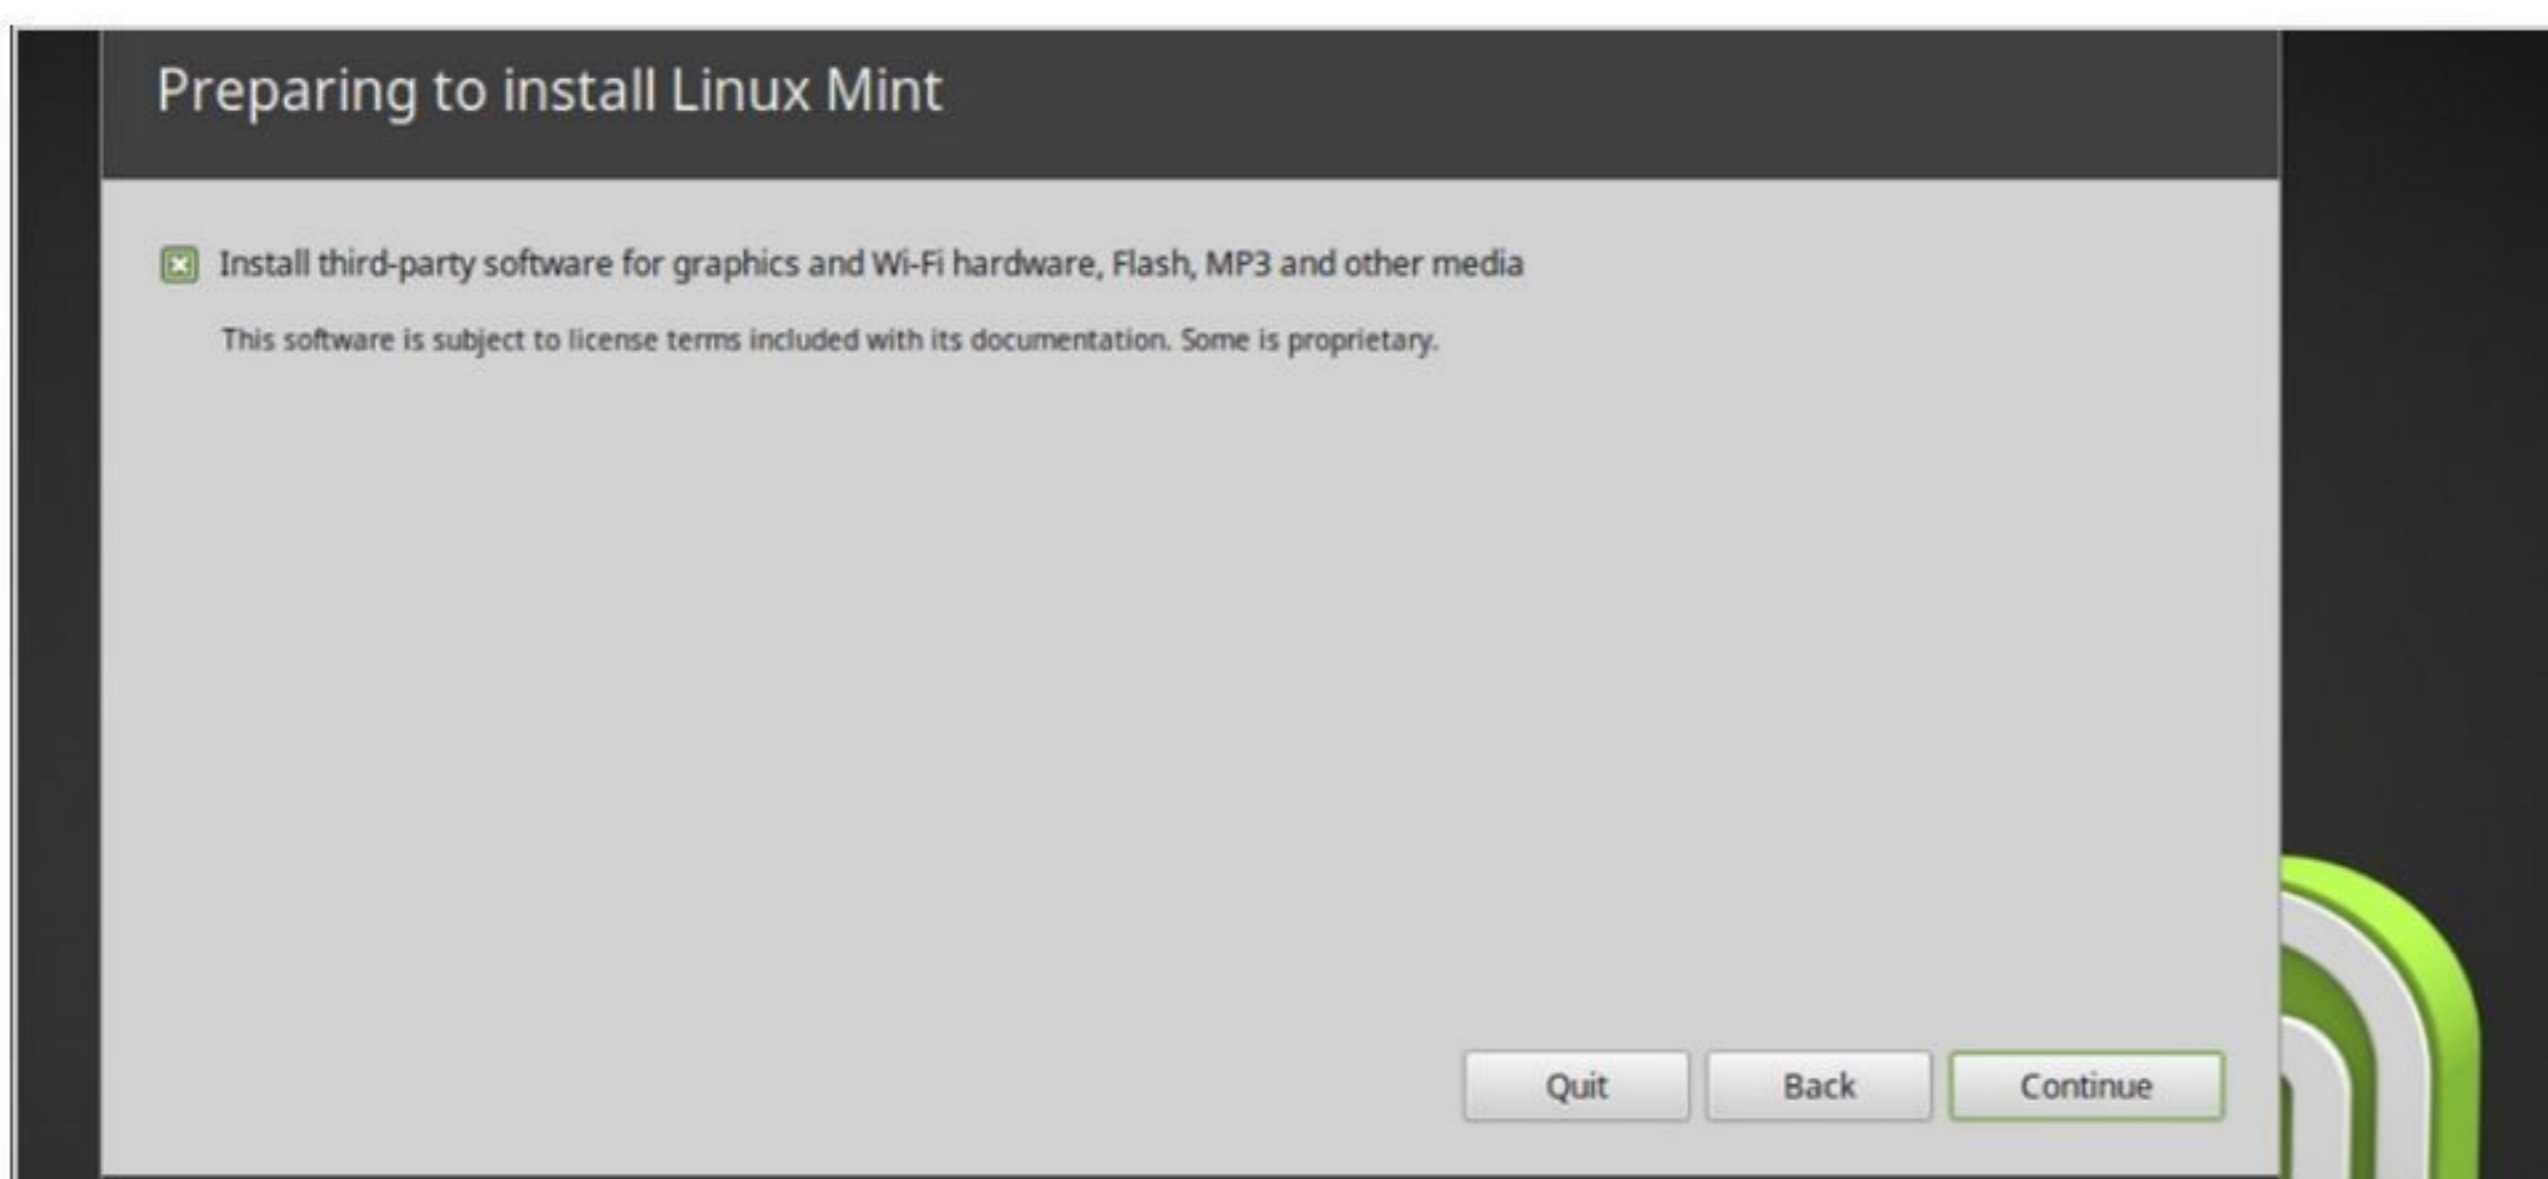 Preparing to install Linux Mint
Install third-party software for graphics and Wi-Fi hardware, Flash, MP3 and other media
This software is subject to license terms included with its documentation. Some is proprietary.
Quit Back Continue